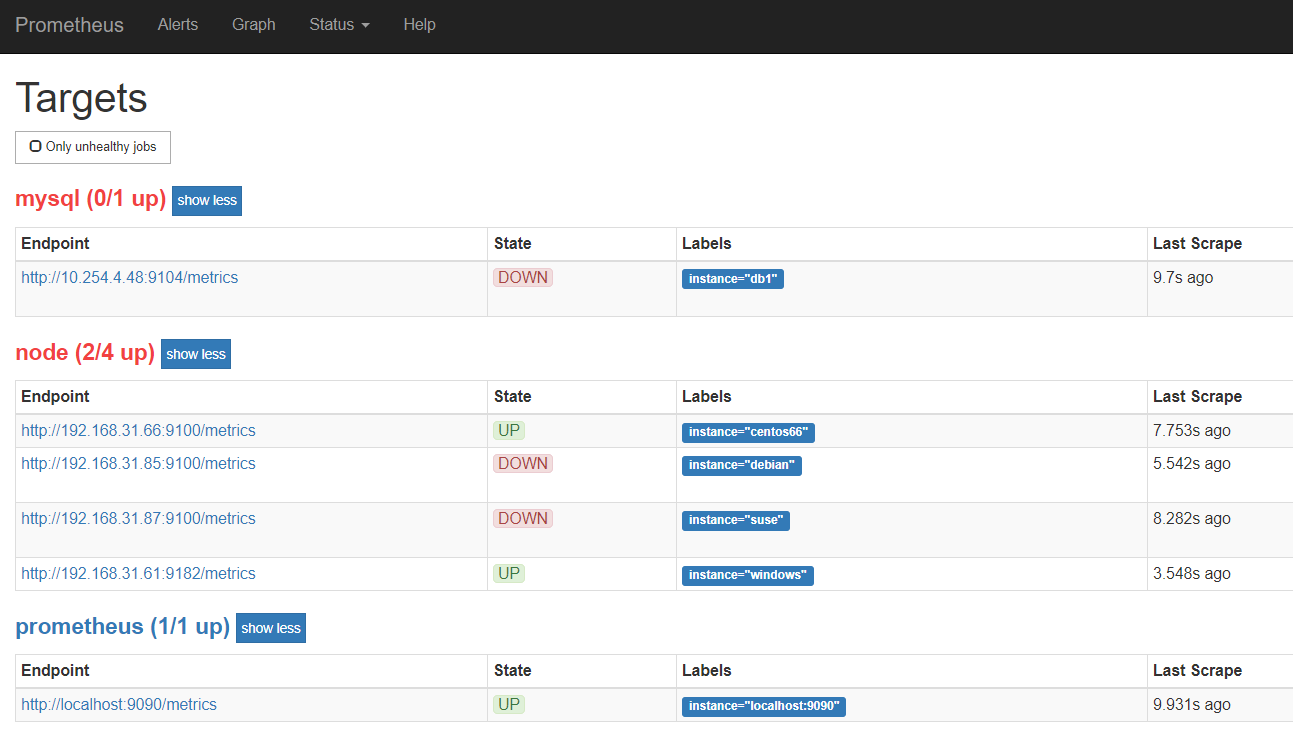 Prometheus Alerts Graph Status Help
Targets
Only unhealthy jobs
mysql (0/1 up) show less
Endpoint State Labels Last Scrape
http://10.254.4.48:9104/metrics DOWN instance="db1" 9.7s ago
node (2/4 up) show less
Endpoint State Labels Last Scrape
http://192.168.31.66:9100/metrics UP instance="centos66" 7.753s ago
http://192.168.31.85:9100/metrics DOWN instance="debian" 5.542s ago
http://192.168.31.87:9100/metrics DOWN instance="suse" 8.282s ago
http://192.168.31.61:9182/metrics UP instance="windows" 3.548s ago
prometheus (1/1 up) show less
Endpoint State Labels Last Scrape
http://localhost:9090/metrics UP instance="localhost:9090" 9.931s ago